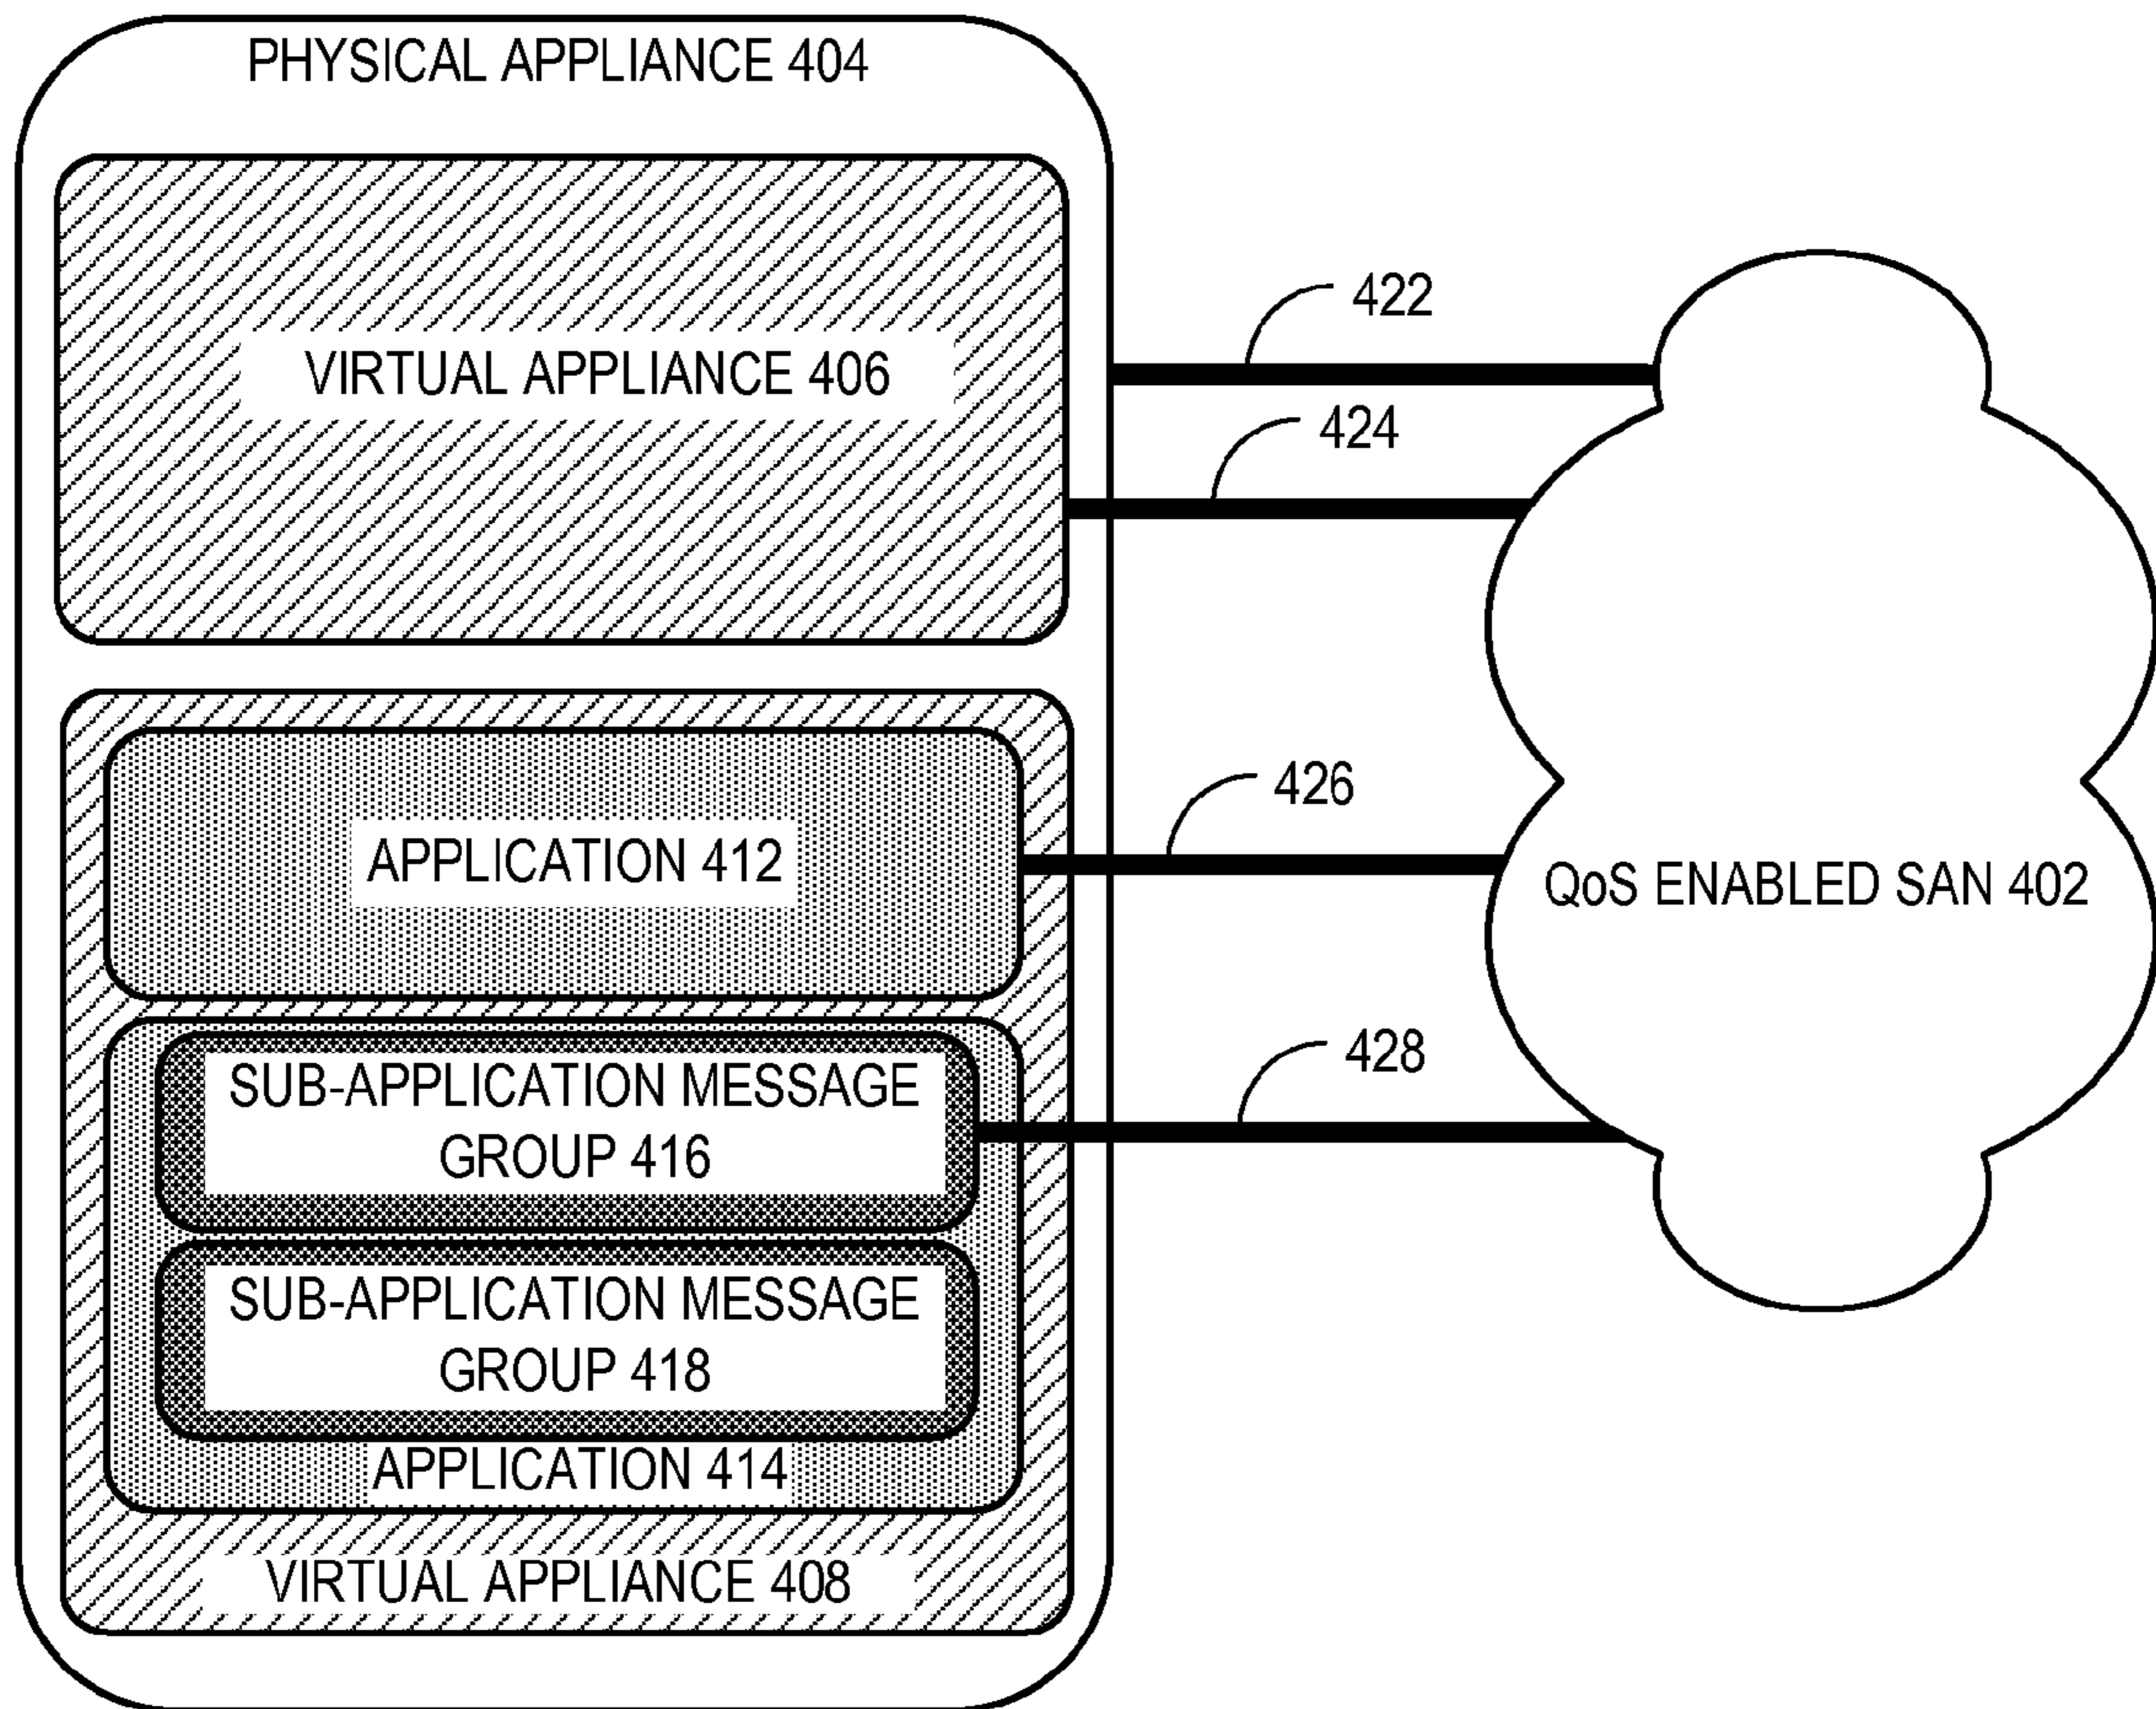 PHYSICAL APPLIANCE 404
VIRTUAL APPLIANCE 406
422
424
426
APPLICATION 412
QoS ENABLED SAN 402
428
SUB-APPLICATION MESSAGE
GROUP 416
SUB-APPLICATION MESSAGE
GROUP 418
APPLICATION 414
VIRTUAL APPLIANCE 408